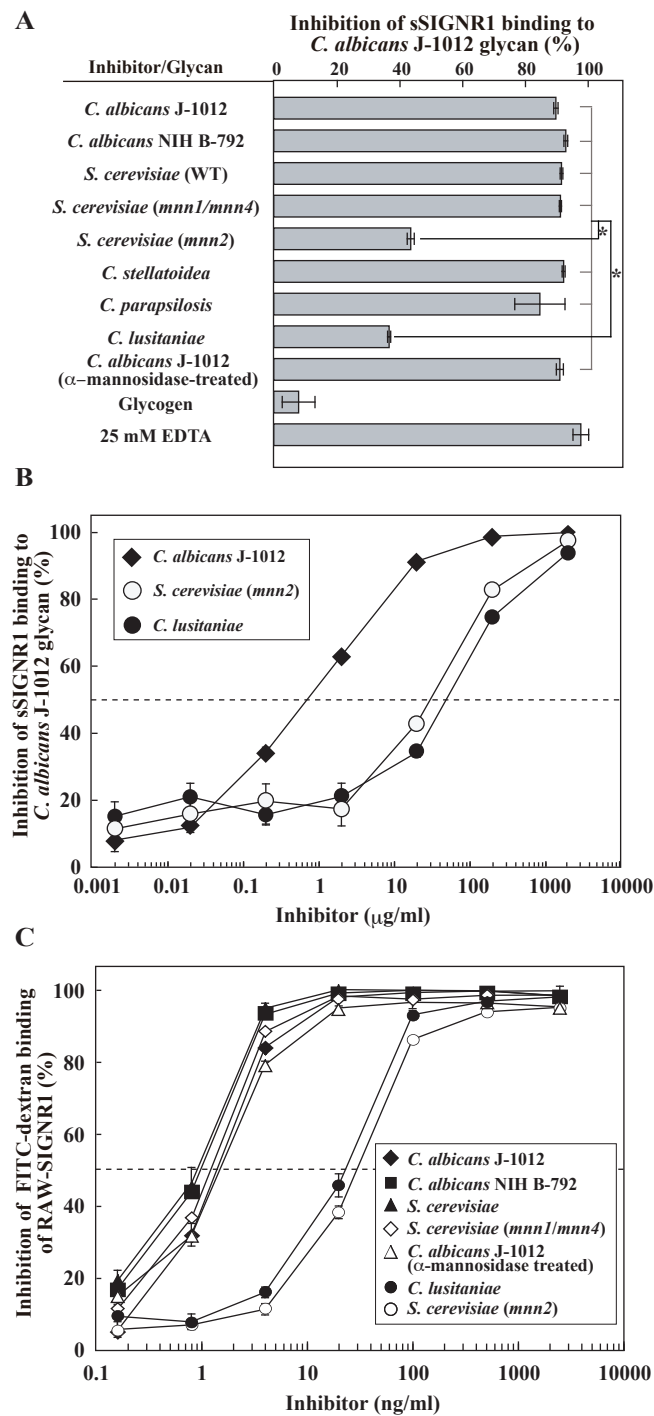 A
Inhibition of sSIGNR1 binding to
C. albicans J-1012 glycan (%)
Inhibitor/Glycan
0 20 40 60 80 100
C. albicans J-1012
C. albicans NIH B-792
S. cerevisiae (WT)
S. cerevisiae (mnn1/mnn4)
S. cerevisiae (mnn2)
*
C. stellatoidea
*
C. parapsilosis
C. lusitaniae
C. albicans J-1012
(α−mannosidase-treated)
Glycogen
25 mM EDTA
B
Inhibition of sSIGNR1 binding to
C. albicans J-1012 glycan (%)
100
80
60
40
20
0
C. albicans J-1012
S. cerevisiae (mnn2)
C. lusitaniae
0.001 0.01 0.1 1 10 100 1000 10000
Inhibitor (μg/ml)
C
Inhibition of FITC-dextran binding
of RAW-SIGNR1 (%)
100
80
60
40
20
0
C. albicans J-1012
C. albicans NIH B-792
S. cerevisiae
S. cerevisiae (mnn1/mnn4)
C. albicans J-1012
(α-mannosidase treated)
C. lusitaniae
S. cerevisiae (mnn2)
0.1 1 10 100 1000 10000
Inhibitor (ng/ml)